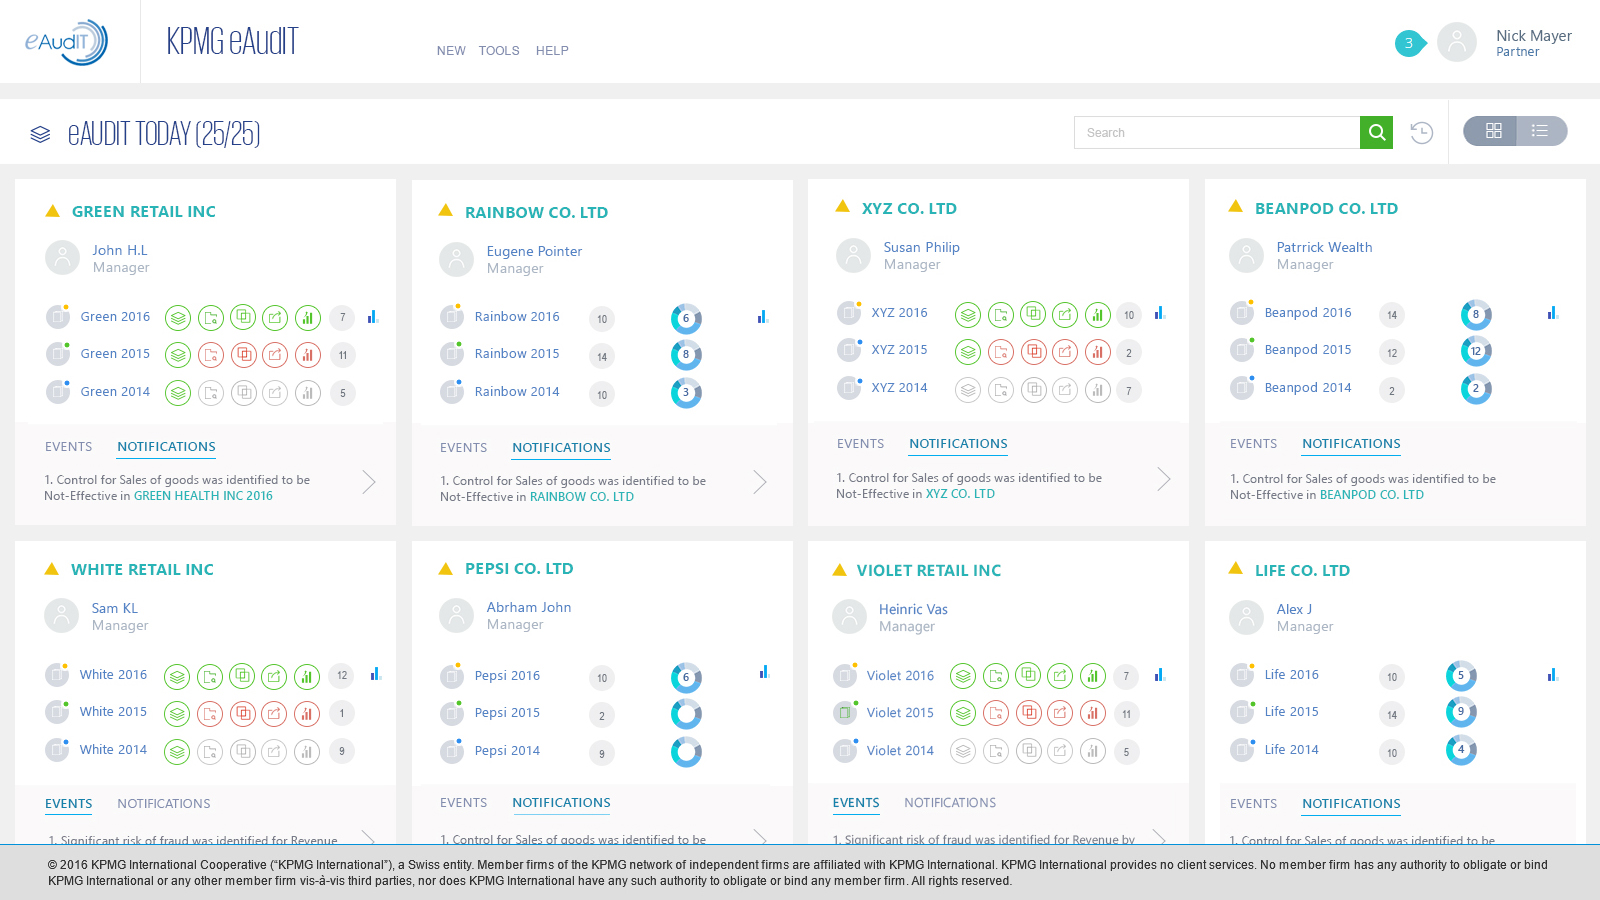 eAudIT
KPMG eAudIT
NEW TOOLS HELP
3
Nick Mayer
Partner
eAUDIT TODAY (25/25)
Search
GREEN RETAIL INC
John H.L
Manager
Green 2016 7
Green 2015 11
Green 2014 5
EVENTS NOTIFICATIONS
1. Control for Sales of goods was identified to be
Not-Effective in GREEN HEALTH INC 2016
RAINBOW CO. LTD
Eugene Pointer
Manager
Rainbow 2016 10 6
Rainbow 2015 14 8
Rainbow 2014 10 3
EVENTS NOTIFICATIONS
1. Control for Sales of goods was identified to be
Not-Effective in RAINBOW CO. LTD
XYZ CO. LTD
Susan Philip
Manager
XYZ 2016 10
XYZ 2015 2
XYZ 2014 7
EVENTS NOTIFICATIONS
1. Control for Sales of goods was identified to be
Not-Effective in XYZ CO. LTD
BEANPOD CO. LTD
Patrrick Wealth
Manager
Beanpod 2016 14 8
Beanpod 2015 12 12
Beanpod 2014 2 2
EVENTS NOTIFICATIONS
1. Control for Sales of goods was identified to be
Not-Effective in BEANPOD CO. LTD
WHITE RETAIL INC
Sam KL
Manager
White 2016 12
White 2015 1
White 2014 9
EVENTS NOTIFICATIONS
1. Significant risk of fraud was identified for Revenue
PEPSI CO. LTD
Abrham John
Manager
Pepsi 2016 10 6
Pepsi 2015 2
Pepsi 2014 9
EVENTS NOTIFICATIONS
1. Control for Sales of goods was identified to be
VIOLET RETAIL INC
Heinric Vas
Manager
Violet 2016 7
Violet 2015 11
Violet 2014 5
EVENTS NOTIFICATIONS
1. Significant risk of fraud was identified for Revenue by
LIFE CO. LTD
Alex J
Manager
Life 2016 10 5
Life 2015 14 9
Life 2014 10 4
EVENTS NOTIFICATIONS
1. Control for Sales of goods was identified to be
© 2016 KPMG International Cooperative (“KPMG International”), a Swiss entity. Member firms of the KPMG network of independent firms are affiliated with KPMG International. KPMG International provides no client services. No member firm has any authority to obligate or bind
KPMG International or any other member firm vis-à-vis third parties, nor does KPMG International have any such authority to obligate or bind any member firm. All rights reserved.